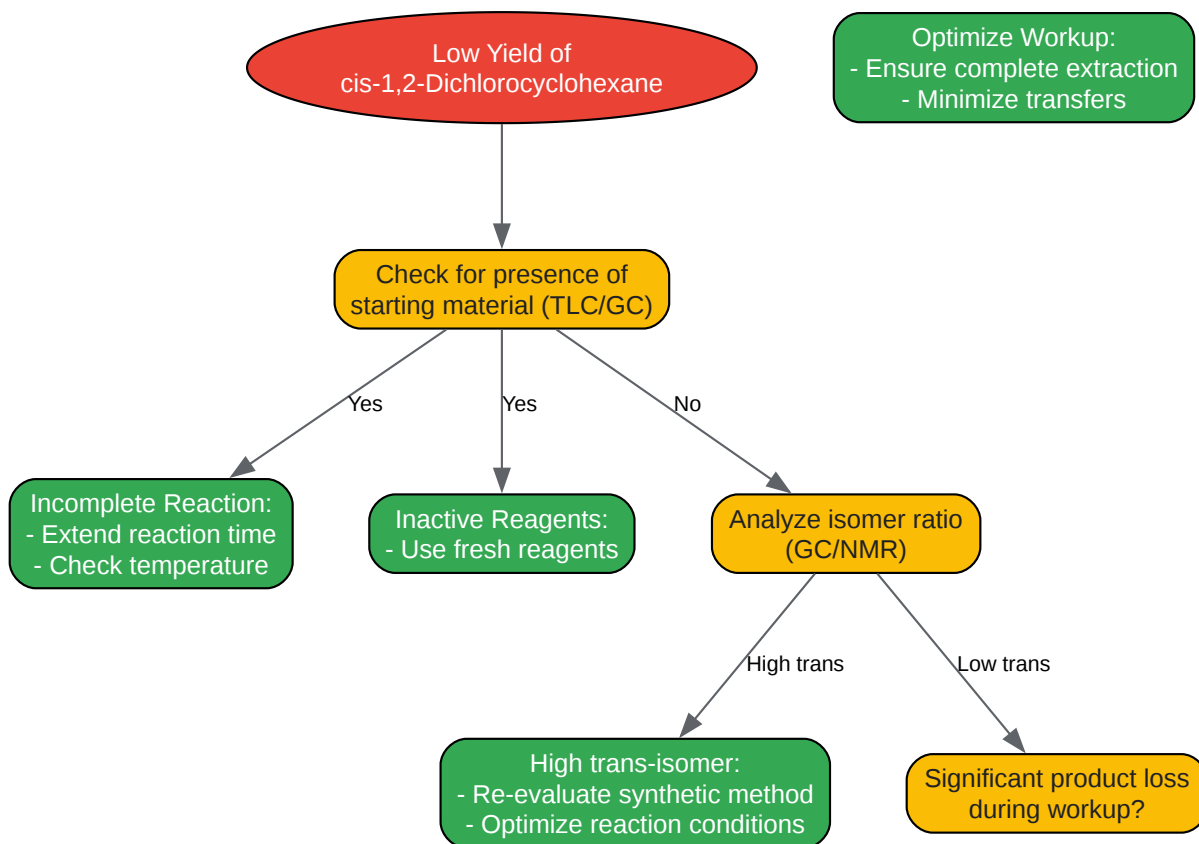 Low Yield of
cis-1,2-Dichlorocyclohexane
Optimize Workup:
- Ensure complete extraction
- Minimize transfers
Check for presence of
starting material (TLC/GC)
Yes
Yes
No
Incomplete Reaction:
- Extend reaction time
- Check temperature
Inactive Reagents:
- Use fresh reagents
Analyze isomer ratio
(GC/NMR)
High trans
Low trans
High trans-isomer:
- Re-evaluate synthetic method
- Optimize reaction conditions
Significant product loss
during workup?